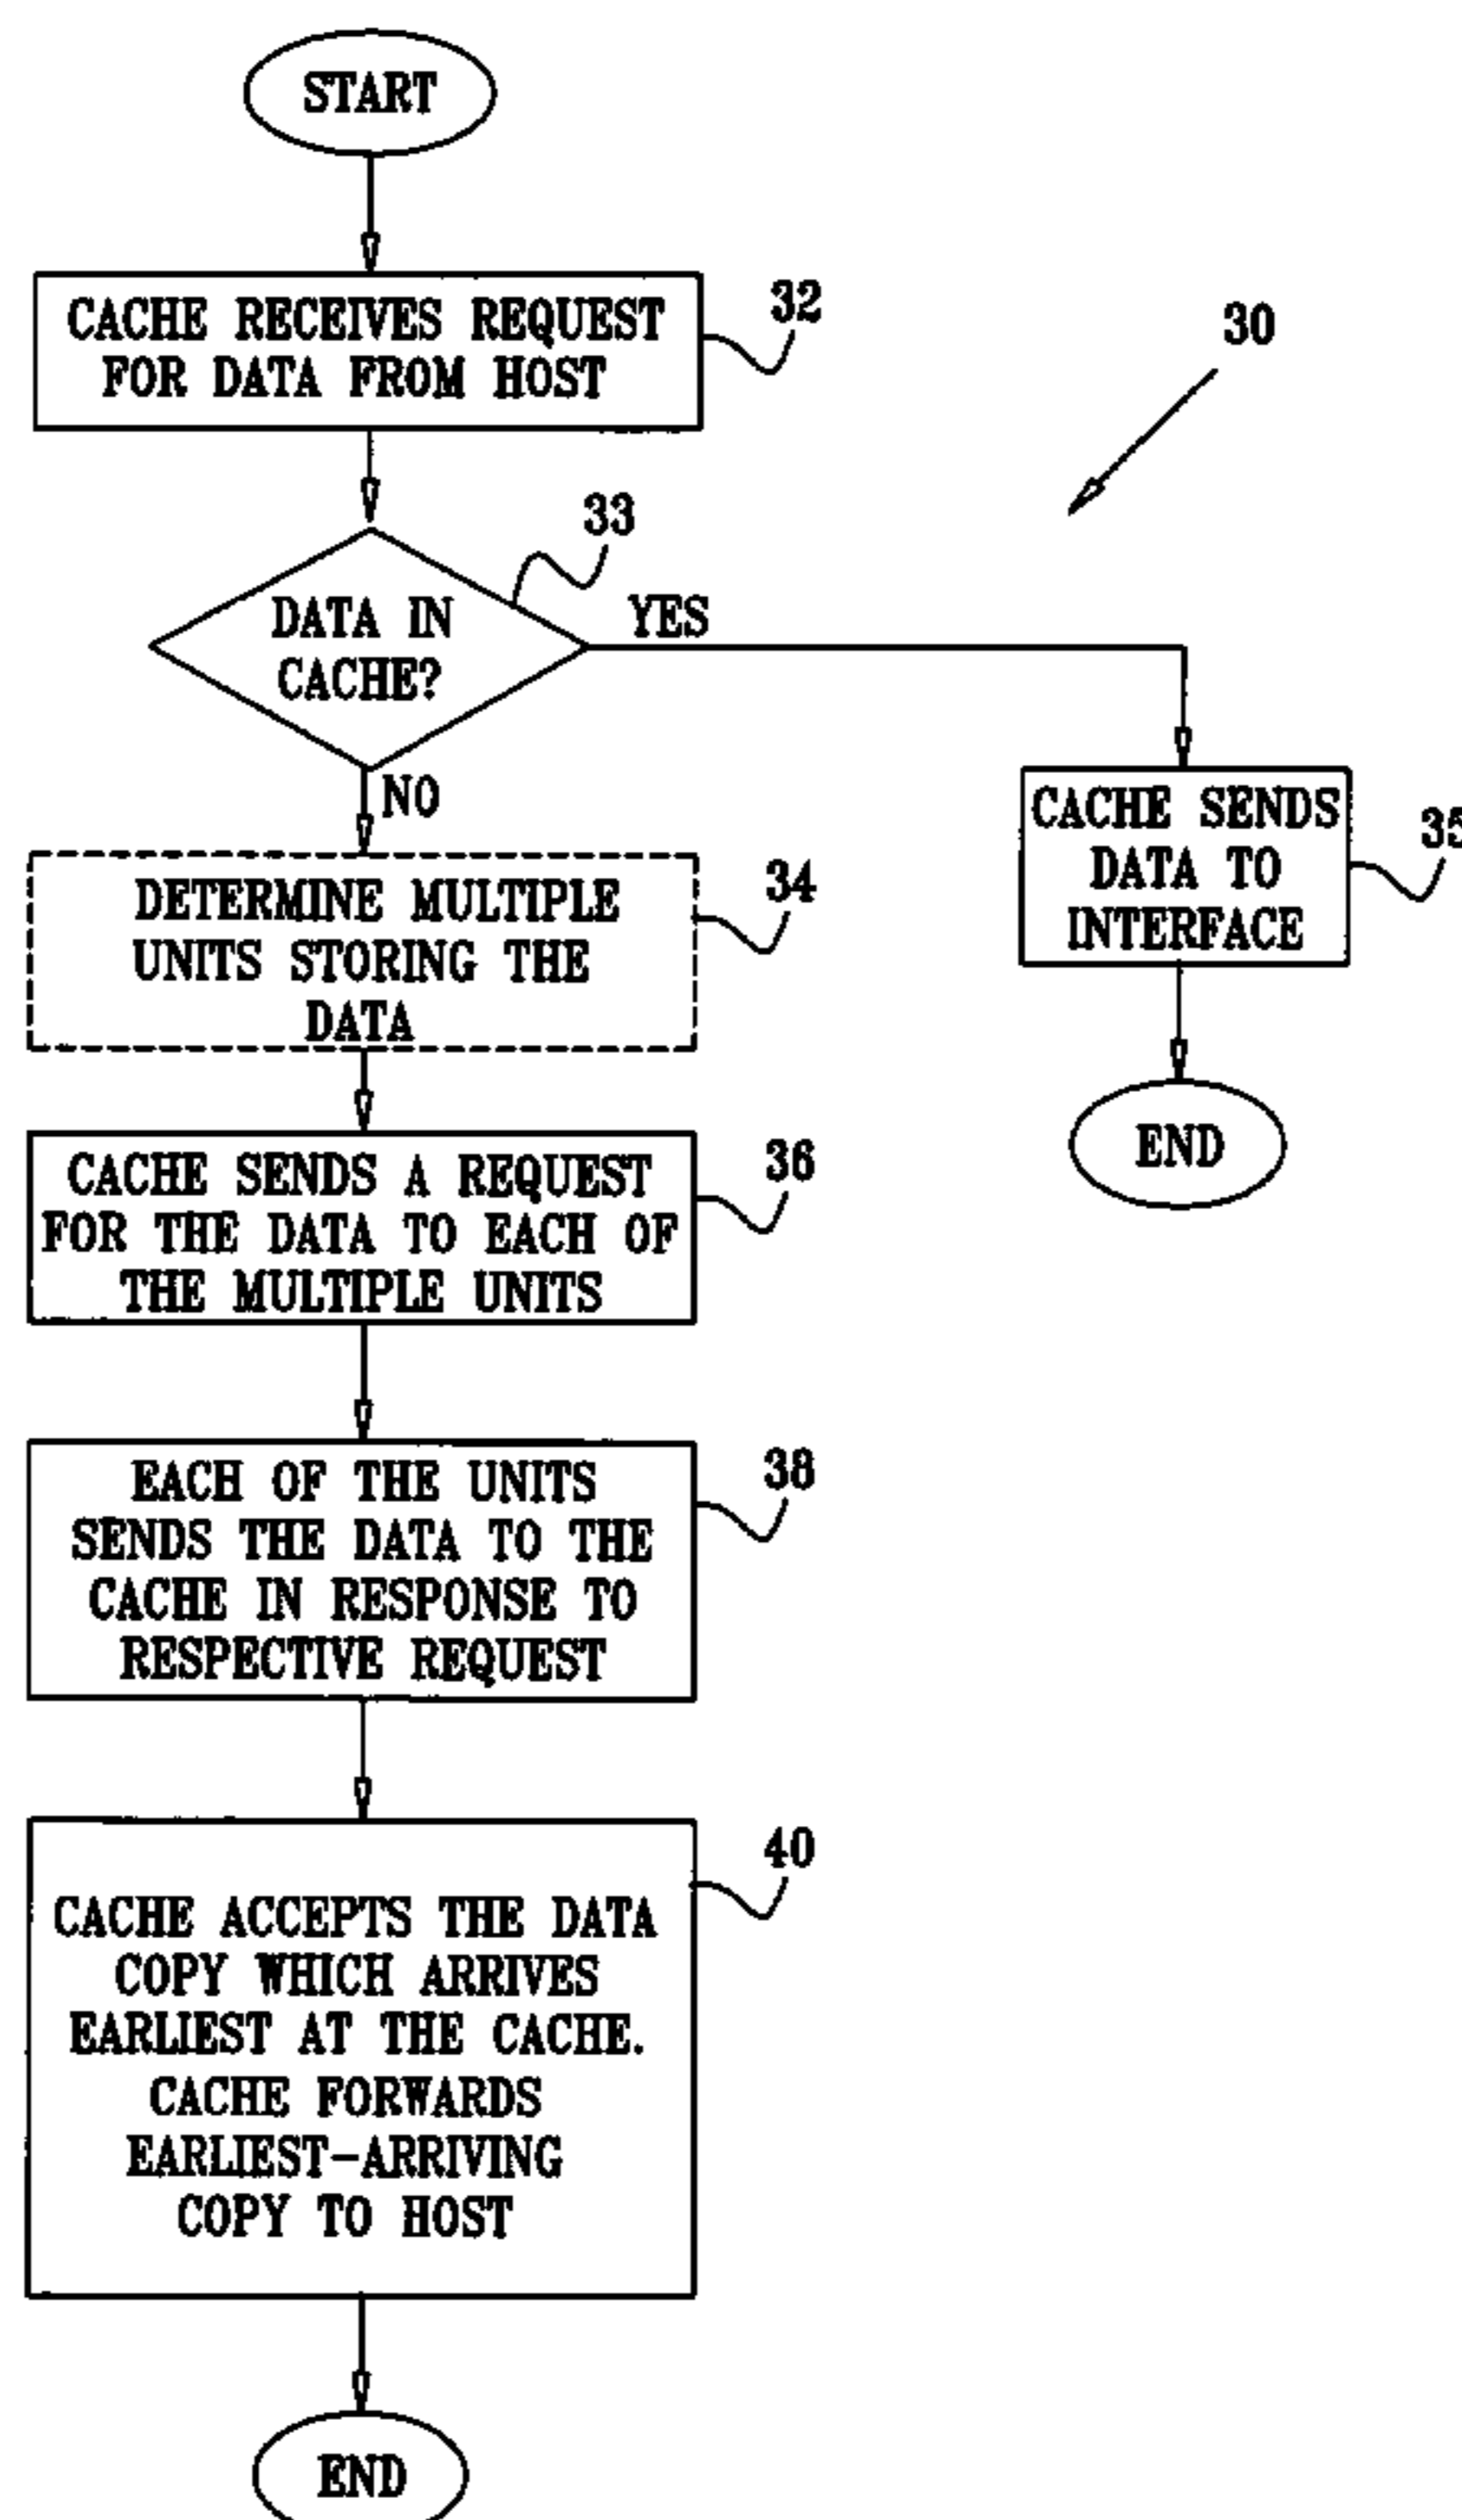 START
CACHE RECEIVES REQUEST
FOR DATA FROM HOST
32
30
33
DATA IN
CACHE?
YES
NO
CACHE SENDS
DATA TO
INTERFACE
35
END
DETERMINE MULTIPLE
UNITS STORING THE
DATA
34
CACHE SENDS A REQUEST
FOR THE DATA TO EACH OF
THE MULTIPLE UNITS
36
EACH OF THE UNITS
SENDS THE DATA TO THE
CACHE IN RESPONSE TO
RESPECTIVE REQUEST
38
CACHE ACCEPTS THE DATA
COPY WHICH ARRIVES
EARLIEST AT THE CACHE.
CACHE FORWARDS
EARLIEST-ARRIVING
COPY TO HOST
40
END